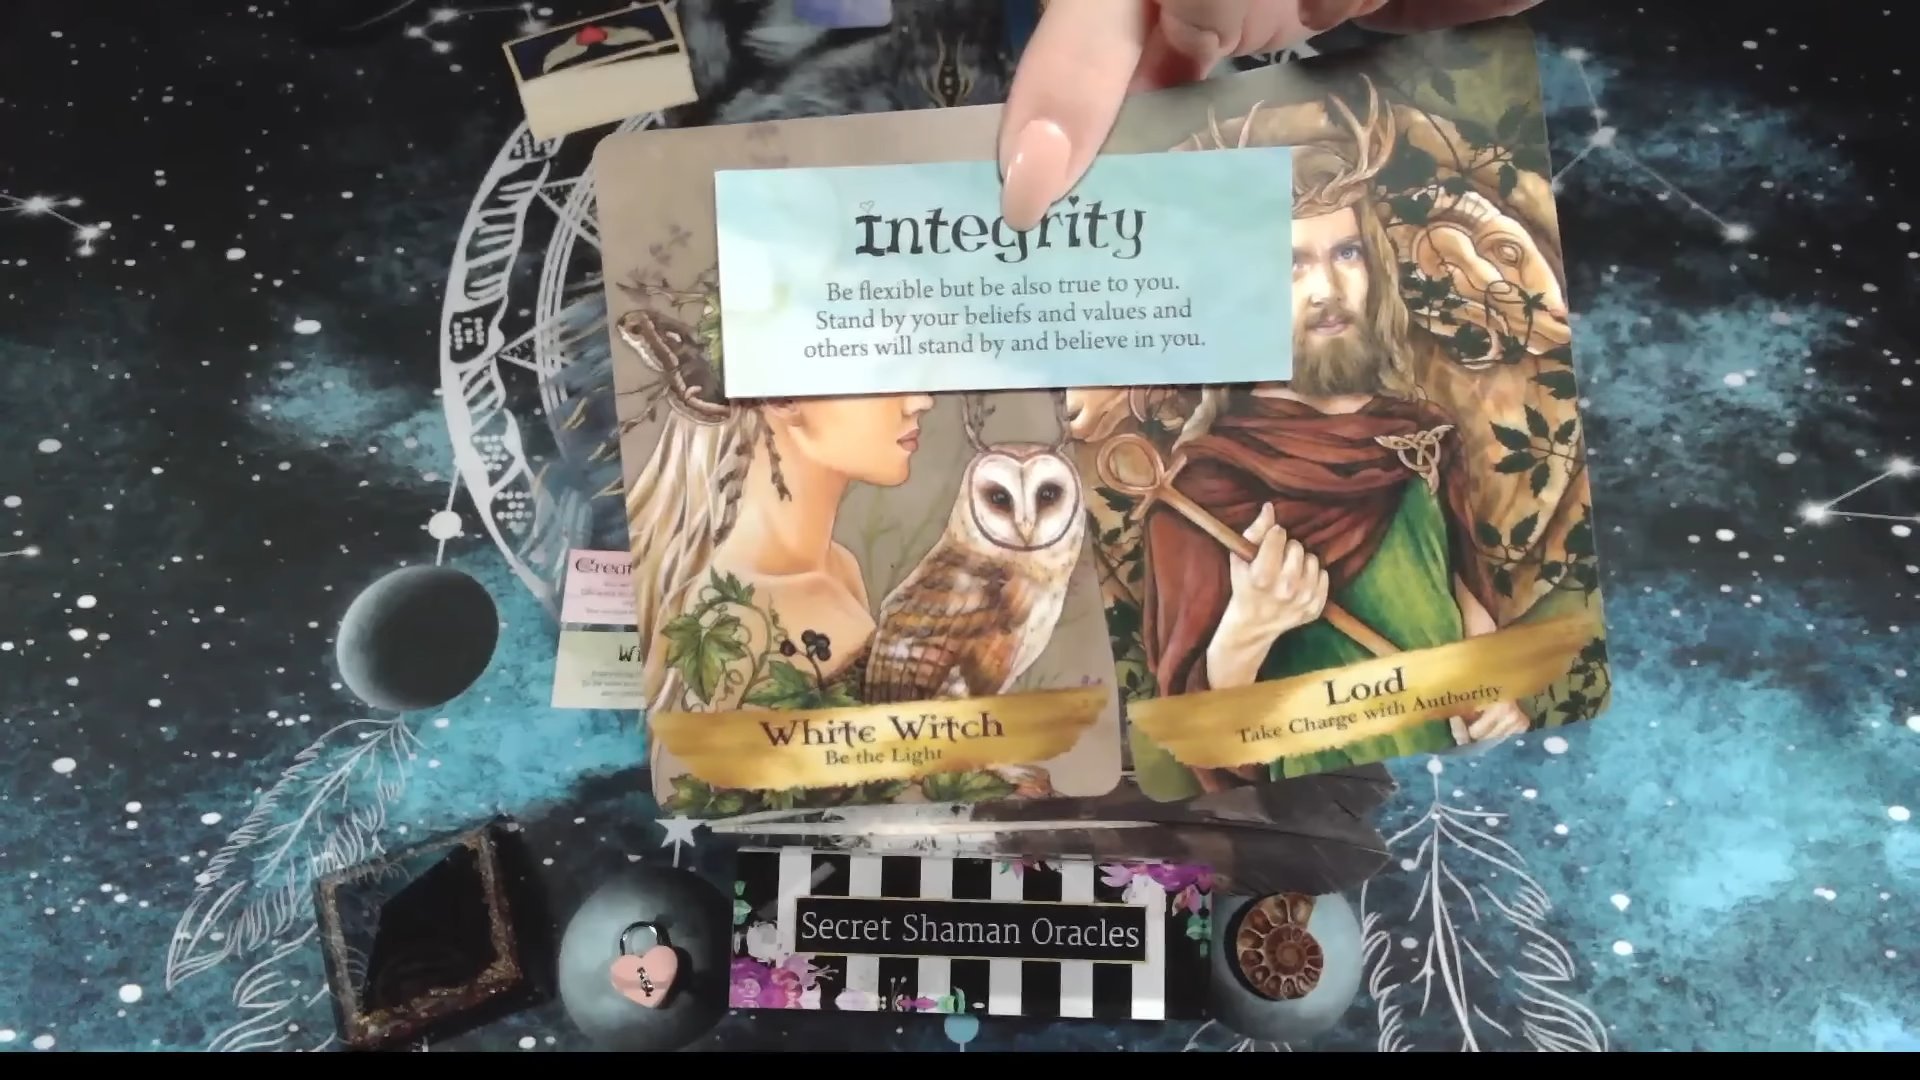 Integrity
Be flexible but be also true to you.
Stand by your beliefs and values and
others will stand by and believe in you.
White Witch
Be the Light
Lord
Take Charge with Authority
Secret Shaman Oracles